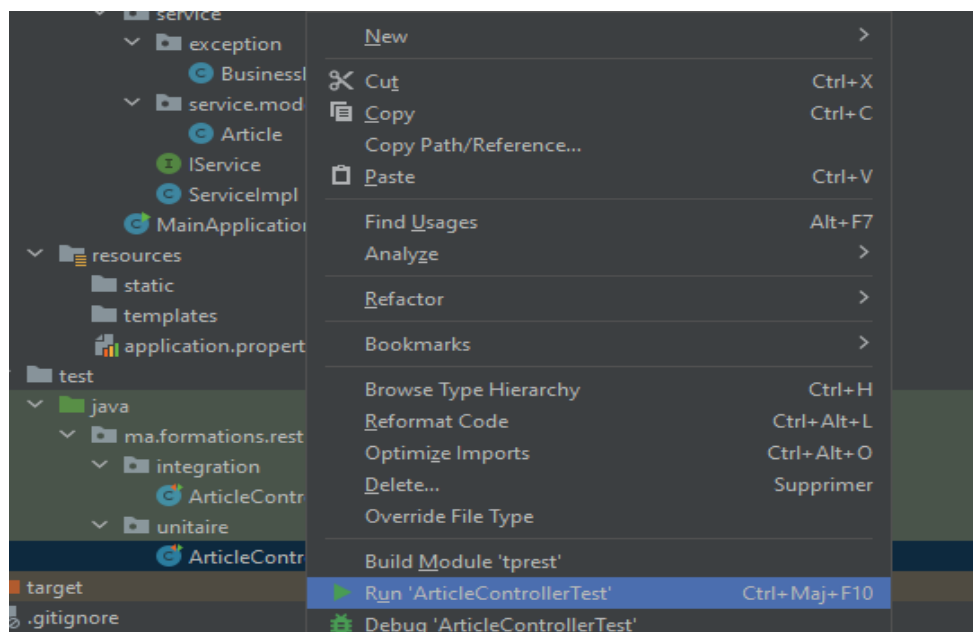 service
exception
BusinessI
service.mod
Article
IService
ServiceImpl
MainApplication
resources
static
templates
application.propert
test
java
ma.formations.rest
integration
ArticleContr
unitaire
ArticleContr
target
.gitignore
New
Cut Ctrl+X
Copy Ctrl+C
Copy Path/Reference...
Paste Ctrl+V
Find Usages Alt+F7
Analyze
Refactor
Bookmarks
Browse Type Hierarchy Ctrl+H
Reformat Code Ctrl+Alt+L
Optimize Imports Ctrl+Alt+O
Delete... Supprimer
Override File Type
Build Module 'tprest'
Run 'ArticleControllerTest' Ctrl+Maj+F10
Debug 'ArticleControllerTest'